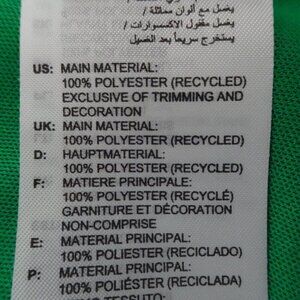 يغسل مع ألوان مماثلة /
يغسل مقفول الاكسسوارات /
يستخرج سريعاً بعد الغسيل
US: MAIN MATERIAL:
100% POLYESTER (RECYCLED)
EXCLUSIVE OF TRIMMING AND
DECORATION
UK: MAIN MATERIAL:
100% POLYESTER (RECYCLED)
D: HAUPTMATERIAL:
100% POLYESTER (RECYCLED)
F: MATIERE PRINCIPALE:
100% POLYESTER (RECYCLÉ)
GARNITURE ET DÉCORATION
NON-COMPRISE
E: MATERIAL PRINCIPAL:
100% POLIESTER (RECICLADO)
P: MATERIAL PRINCIPAL:
100% POLIÉSTER (RECICLADA)
TESSUTO: